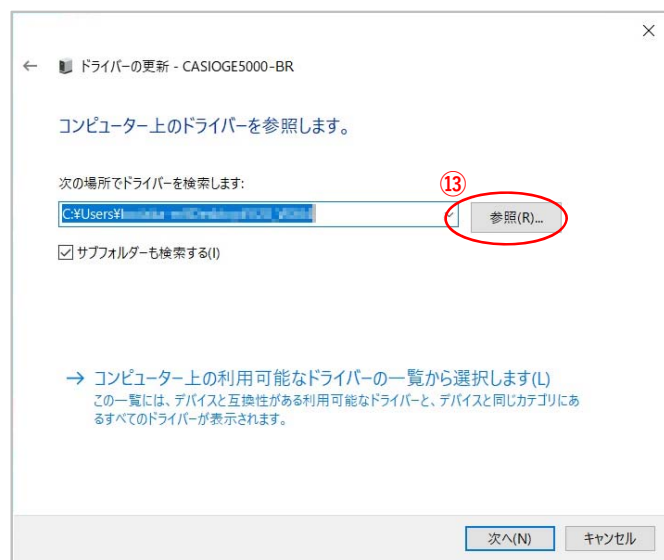 ドライバーの更新 - CASIOGE5000-BR
コンピューター上のドライバーを参照します。
次の場所でドライバーを検索します:
⑬
C:¥Users¥
参照(R)...
サブフォルダーも検索する(I)
コンピューター上の利用可能なドライバーの一覧から選択します(L)
この一覧には、デバイスと互換性がある利用可能なドライバーと、デバイスと同じカテゴリにあ
るすべてのドライバーが表示されます。
次へ(N)
キャンセル